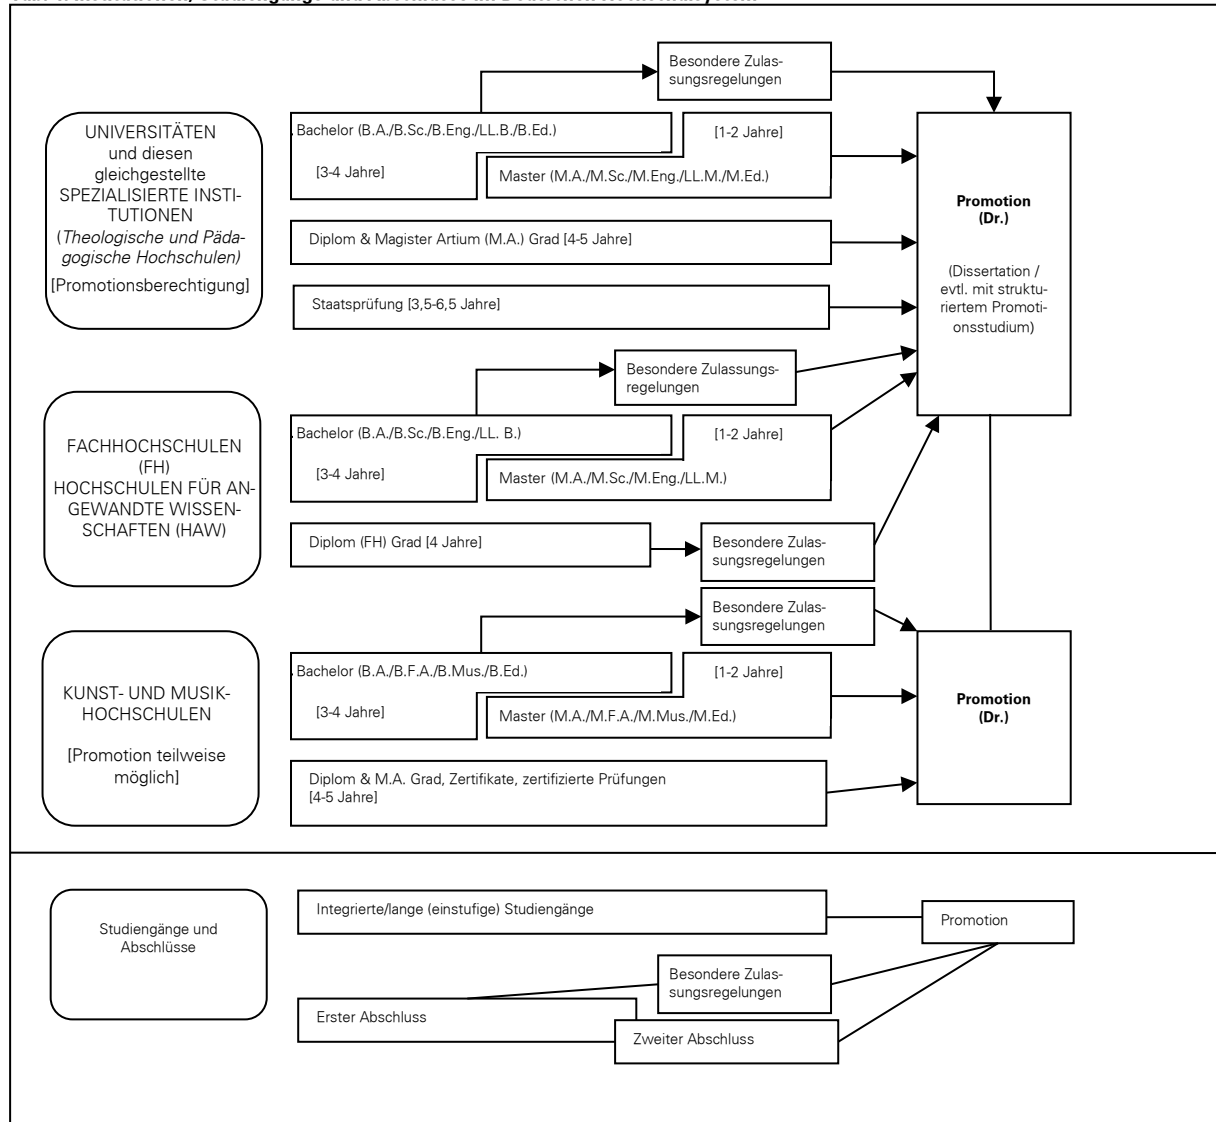 Besondere Zulas-
sungsregelungen
UNIVERSITÄTEN
und diesen
gleichgestellte
SPEZIALISIERTE INSTI-
TUTIONEN
(Theologische und Päda-
gogische Hochschulen)
[Promotionsberechtigung]
Bachelor (B.A./B.Sc./B.Eng./LL.B./B.Ed.)
[3-4 Jahre]
[1-2 Jahre]
Master (M.A./M.Sc./M.Eng./LL.M./M.Ed.)
Diplom & Magister Artium (M.A.) Grad [4-5 Jahre]
Staatsprüfung [3,5-6,5 Jahre]
Promotion
(Dr.)
(Dissertation /
evtl. mit struktu-
riertem Promoti-
onsstudium)
Besondere Zulassungs-
regelungen
FACHHOCHSCHULEN
(FH)
HOCHSCHULEN FÜR AN-
GEWANDTE WISSEN-
SCHAFTEN (HAW)
Bachelor (B.A./B.Sc./B.Eng./LL. B.)
[3-4 Jahre]
[1-2 Jahre]
Master (M.A./M.Sc./M.Eng./LL.M.)
Diplom (FH) Grad [4 Jahre]
Besondere Zulas-
sungsregelungen
Besondere Zulas-
sungsregelungen
KUNST- UND MUSIK-
HOCHSCHULEN
[Promotion teilweise
möglich]
Bachelor (B.A./B.F.A./B.Mus./B.Ed.)
[3-4 Jahre]
[1-2 Jahre]
Master (M.A./M.F.A./M.Mus./M.Ed.)
Diplom & M.A. Grad, Zertifikate, zertifizierte Prüfungen
[4-5 Jahre]
Promotion
(Dr.)
Studiengänge und
Abschlüsse
Integrierte/lange (einstufige) Studiengänge
Promotion
Besondere Zulas-
sungsregelungen
Erster Abschluss
Zweiter Abschluss